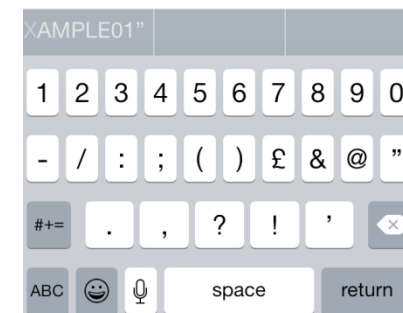 XAMPLE01”
1 2 3 4 5 6 7 8 9 0
- / : ; ( ) £ & @ ”
#+= . , ? ! ’
ABC space return